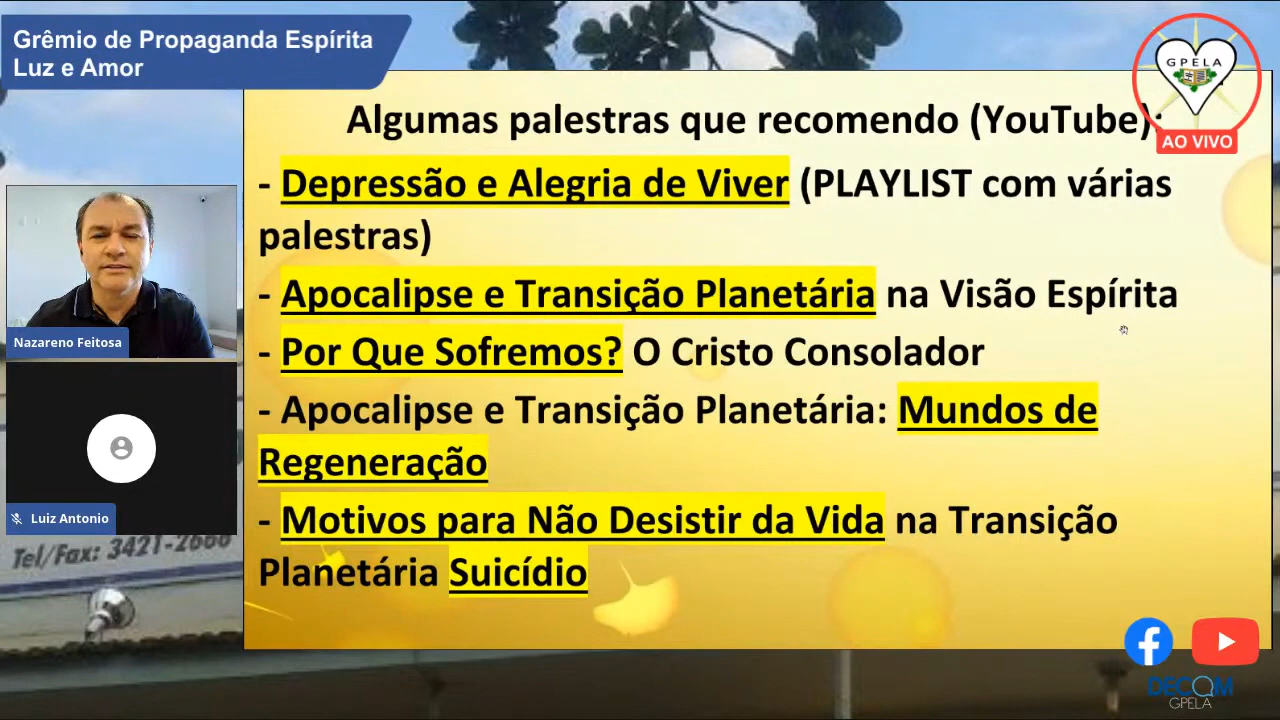 Grêmio de Propaganda Espírita
Luz e Amor
GPELA
AO VIVO
Algumas palestras que recomendo (YouTube):
- Depressão e Alegria de Viver (PLAYLIST com várias
palestras)
- Apocalipse e Transição Planetária na Visão Espírita
- Por Que Sofremos? O Cristo Consolador
- Apocalipse e Transição Planetária: Mundos de
Regeneração
- Motivos para Não Desistir da Vida na Transição
Planetária Suicídio
Nazareno Feitosa
Luiz Antonio
Tel/Fax: 3421-2668
DECOM
GPELA